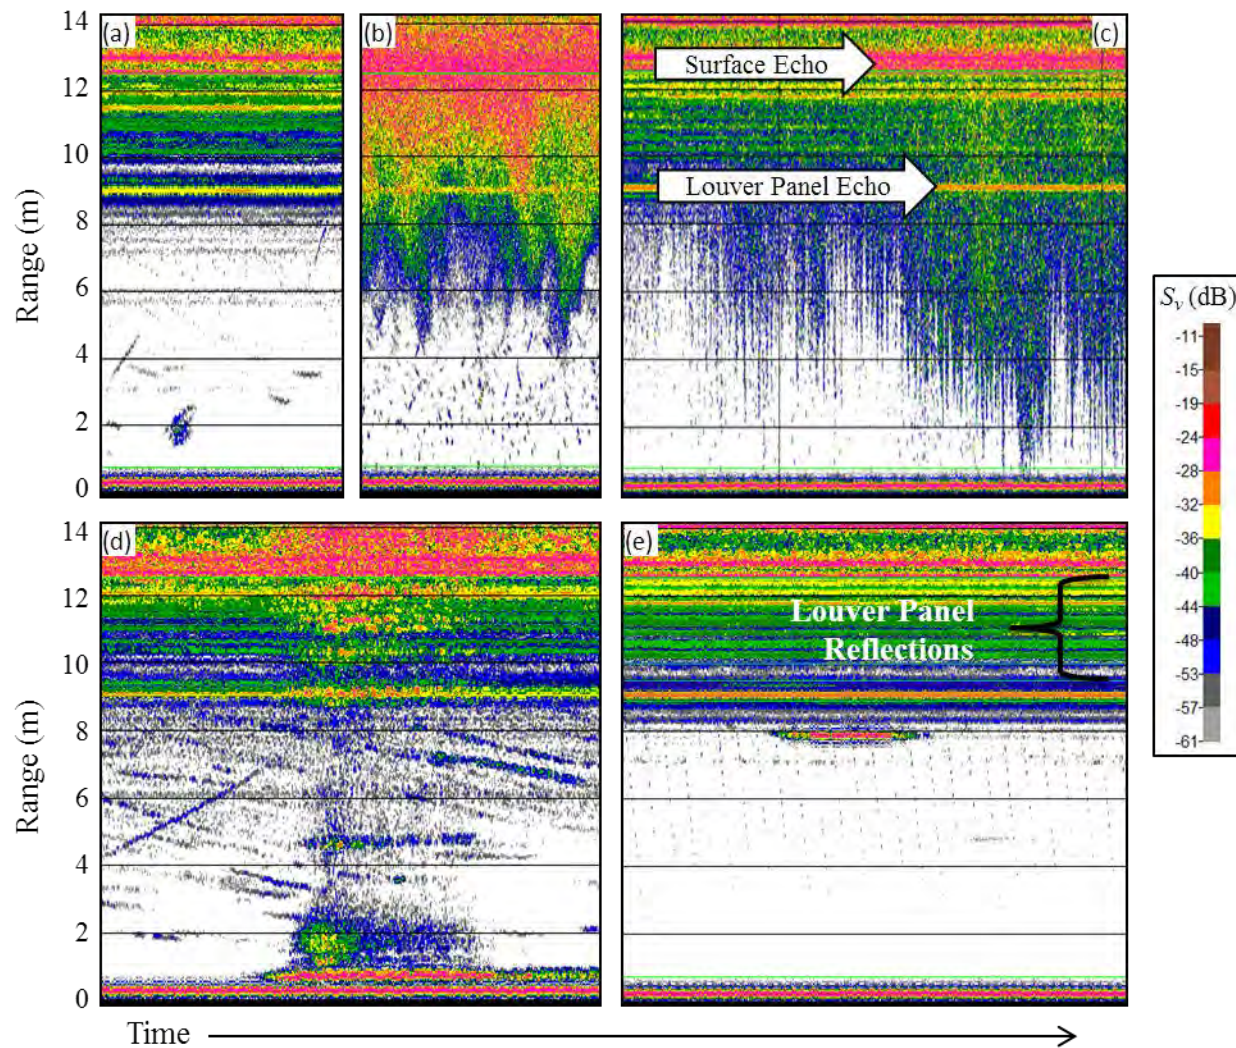 14
12
10
8
6
4
2
0
Range (m)
(a)
(b)
(c)
Surface Echo
Louver Panel Echo
Sv (dB)
-11
-15
-19
-24
-28
-32
-36
-40
-44
-48
-53
-57
-61
14
12
10
8
6
4
2
0
Range (m)
(d)
(e)
Louver Panel
Reflections
Time